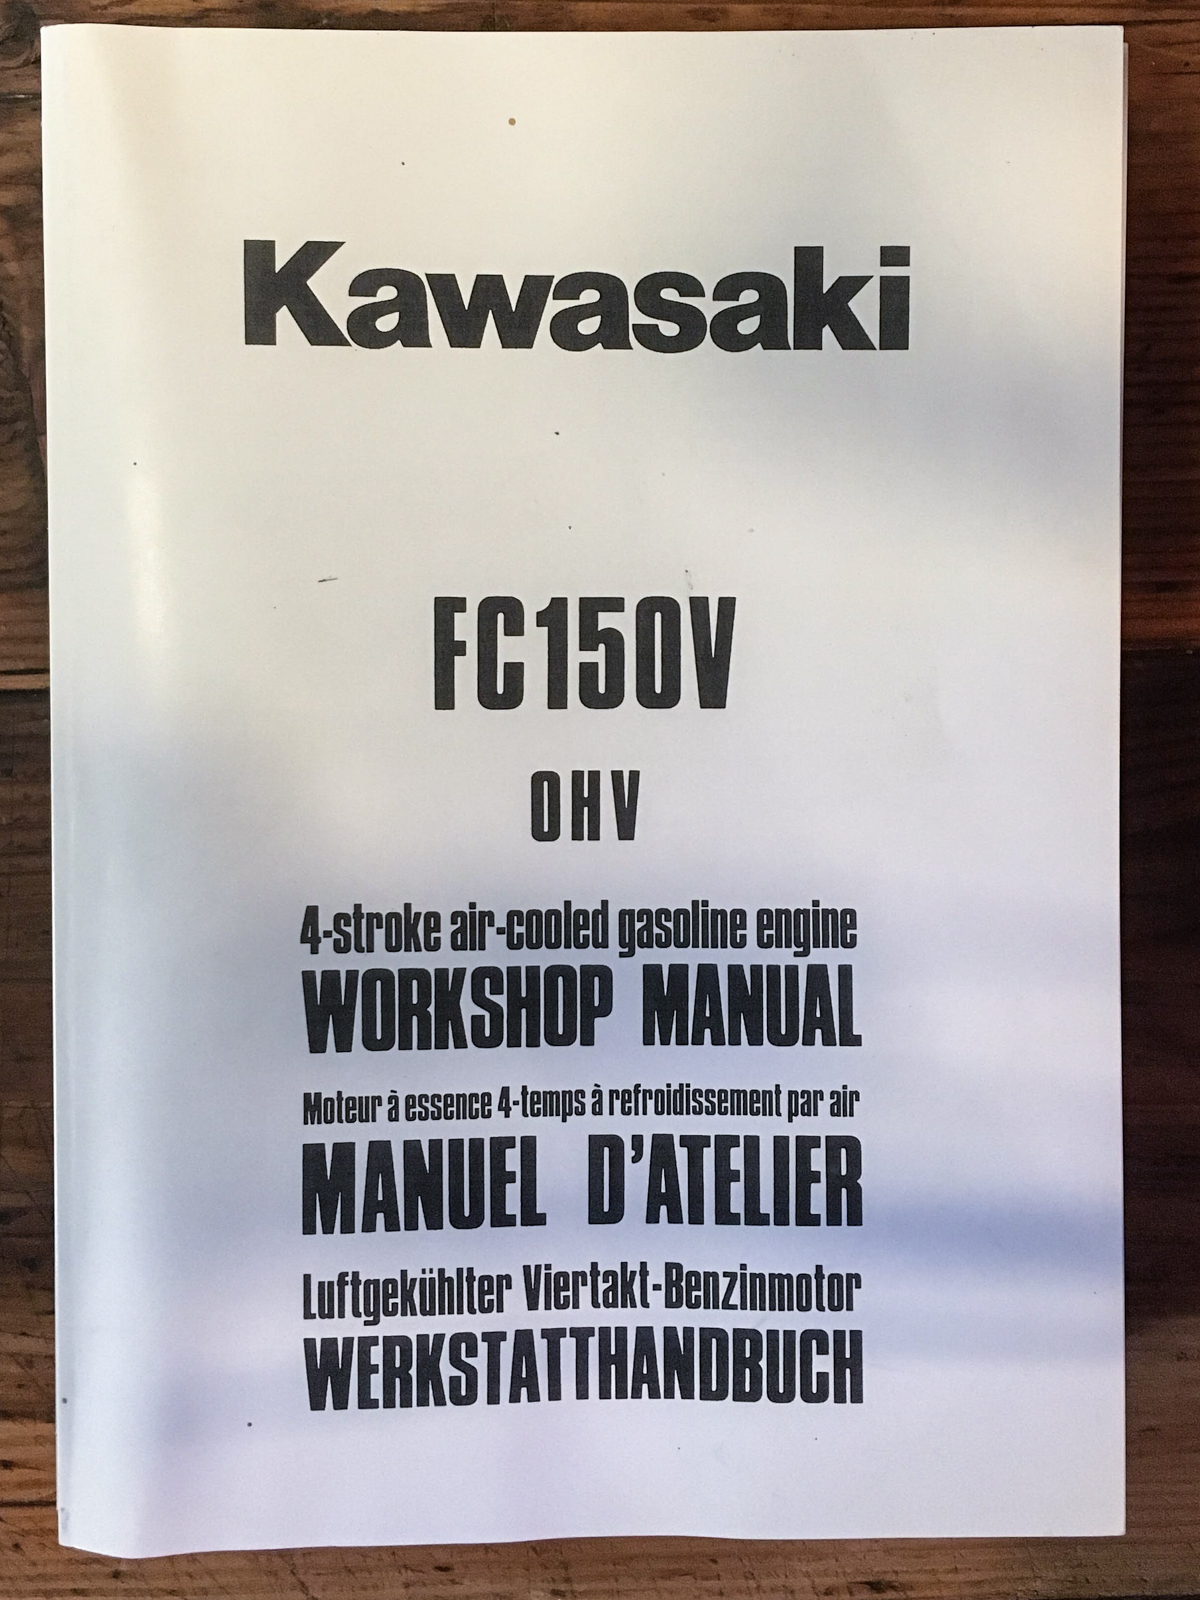 Kawasaki
FC150V
OHV
4-stroke air-cooled gasoline engine
WORKSHOP MANUAL
Moteur à essence 4-temps à refroidissement par air
MANUEL D'ATELIER
Luftgekühlter Viertakt-Benzinmotor
WERKSTATTHANDBUCH